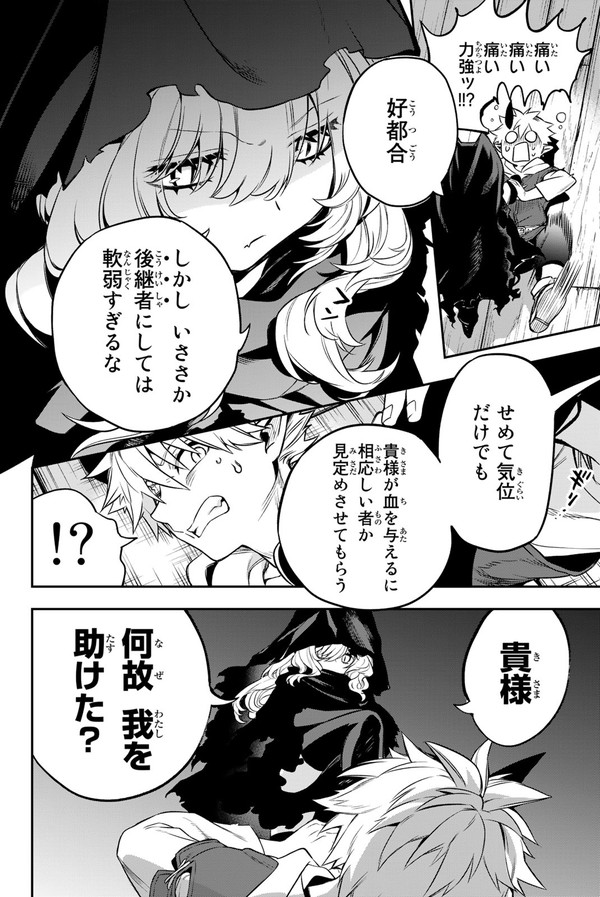 痛い
痛い
痛い
力強ッ!!?
好都合
しかし いささか
後継者にしては
軟弱すぎるな
せめて気位
だけでも
貴様が血を与えるに
相応しい者か
見定めさせてもらう
!?
貴様
何故 我を
助けた?